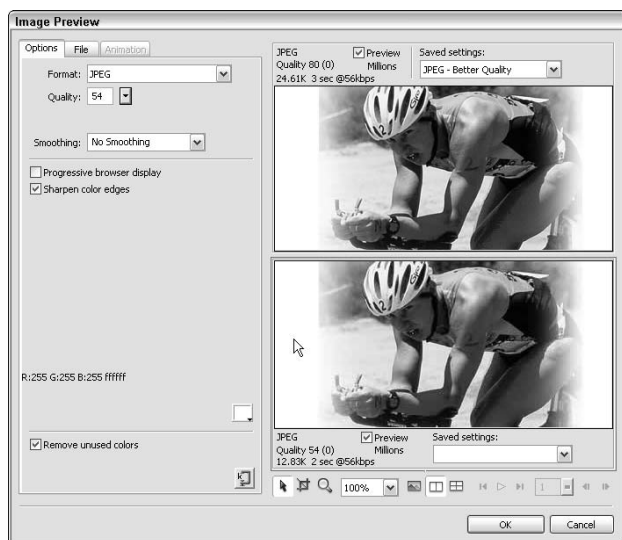 Image Preview
Options File Animation
Format: JPEG
Quality: 54
Smoothing: No Smoothing
Progressive browser display
Sharpen color edges
R:255 G:255 B:255 ffffff
Remove unused colors
JPEG Preview Saved settings:
Quality 80 (0) Millions JPEG - Better Quality
24.61K 3 sec @56kbps
JPEG Preview Saved settings:
Quality 54 (0) Millions
12.83K 2 sec @56kbps
100% 1
OK Cancel